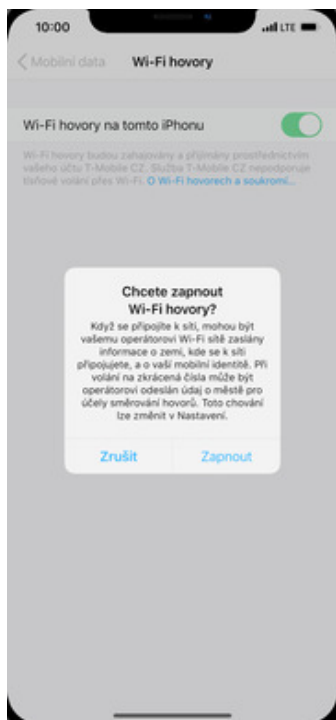 10:00
LTE
Mobilní data
Wi-Fi hovory
Wi-Fi hovory na tomto iPhonu
Wi-Fi hovory budou zahajovány a přijímány prostřednictvím
vašeho účtu T-Mobile CZ. Služba T-Mobile CZ nepodporuje
tísňové volání přes Wi-Fi. O Wi-Fi hovorech a soukromí...
Chcete zapnout
Wi-Fi hovory?
Když se připojíte k síti, mohou být
vašemu operátorovi Wi-Fi sítě zaslány
informace o zemi, kde se k síti
připojujete, a o vaší mobilní identitě. Při
volání na zkrácená čísla může být
operátorovi odeslán údaj o městě pro
účely směrování hovorů. Toto chování
lze změnit v Nastavení.
Zrušit
Zapnout